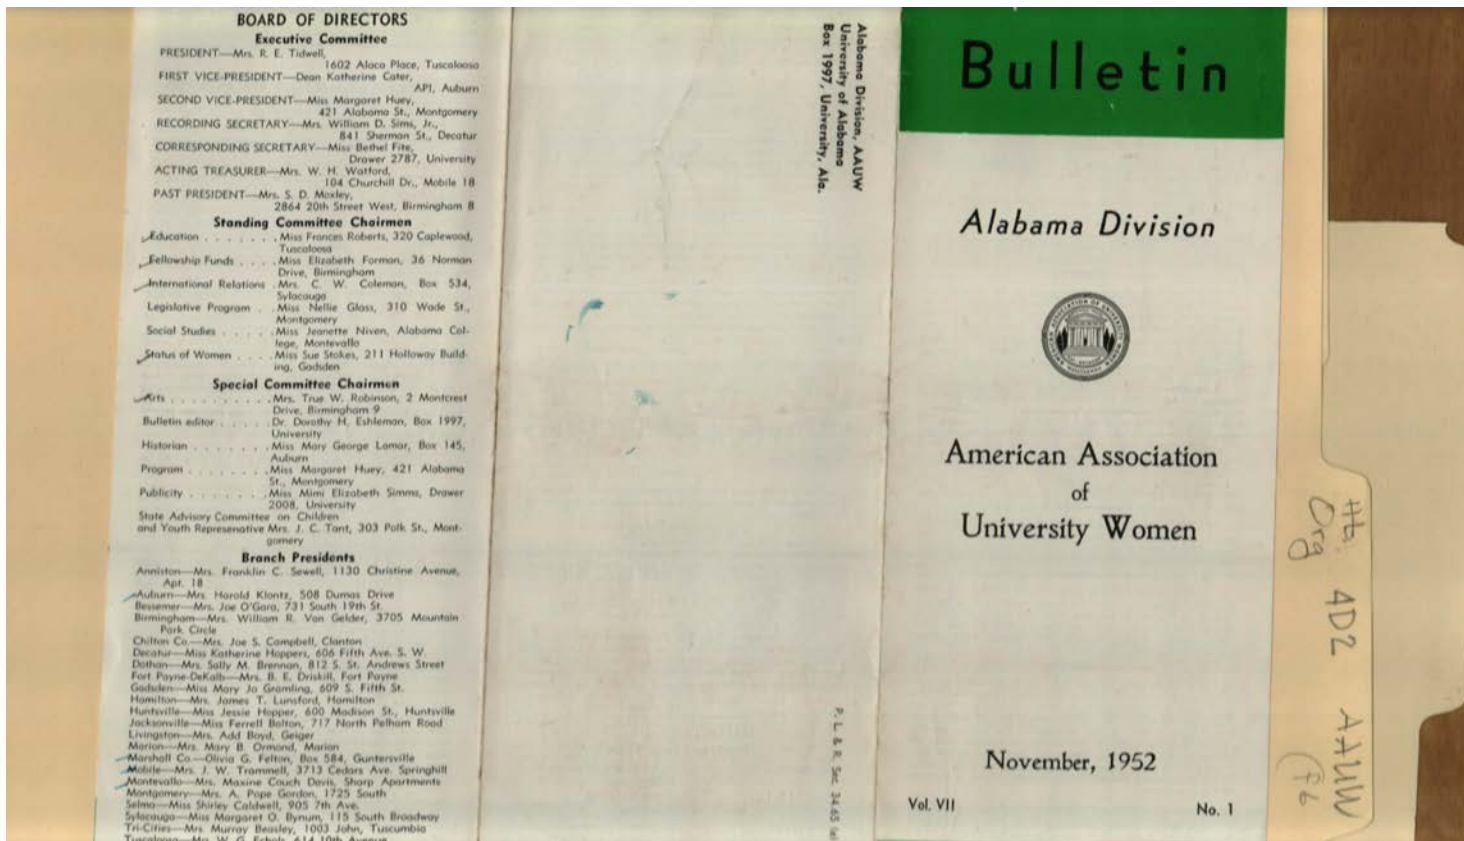 BOARD OF DIRECTORS
Executive Committee
PRESIDENT—Mrs. R. E. Tidwell,
1602 Alaca Place, Tuscaloosa
FIRST VICE-PRESIDENT—Dean Katherine Cater,
API, Auburn
SECOND VICE-PRESIDENT—Miss Margaret Huey,
421 Alabama St., Montgomery
RECORDING SECRETARY—Mrs. William D. Sims, Jr.,
841 Sherman St., Decatur
CORRESPONDING SECRETARY—Miss Bethel Fite,
Drawer 2787, University
ACTING TREASURER—Mrs. W. H. Watford,
104 Churchill Dr., Mobile 18
PAST PRESIDENT—Mrs. S. D. Moxley,
2864 20th Street West, Birmingham 8
Standing Committee Chairmen
Education . . . . . . . Miss Frances Roberts, 320 Caplewood,
Tuscaloosa
Fellowship Funds . . . . Miss Elizabeth Forman, 36 Norman
Drive, Birmingham
International Relations . Mrs. C. W. Coleman, Box 534,
Sylacauga
Legislative Program . . Miss Nellie Glass, 310 Wade St.,
Montgomery
Social Studies . . . . . Miss Jeanette Niven, Alabama Col-
lege, Montevallo
Status of Women . . . . Miss Sue Stokes, 211 Holloway Build-
ing, Gadsden
Special Committee Chairmen
Arts . . . . . . . . . . Mrs. True W. Robinson, 2 Montcrest
Drive, Birmingham 9
Bulletin editor . . . . . Dr. Dorothy H. Eshleman, Box 1997,
University
Historian . . . . . . . Miss Mary George Lamar, Box 145,
Auburn
Program . . . . . . . . Miss Margaret Huey, 421 Alabama
St., Montgomery
Publicity . . . . . . . . Miss Mimi Elizabeth Simms, Drawer
2008, University
State Advisory Committee on Children
and Youth Represenative Mrs. J. C. Tant, 303 Polk St., Mont-
gomery
Branch Presidents
Anniston—Mrs. Franklin C. Sewell, 1130 Christine Avenue,
Apt. 18
Auburn—Mrs. Harold Klontz, 508 Dumas Drive
Bessemer—Mrs. Joe O'Gara, 731 South 19th St.
Birmingham—Mrs. William R. Van Gelder, 3705 Mountain
Park Circle
Chilton Co.—Mrs. Joe S. Campbell, Clanton
Decatur—Miss Katherine Hoppers, 606 Fifth Ave. S. W.
Dothan—Mrs. Sally M. Brennan, 812 S. St. Andrews Street
Fort Payne-DeKalb—Mrs. B. E. Driskill, Fort Payne
Gadsden—Miss Mary Jo Gramling, 609 S. Fifth St.
Hamilton—Mrs. James T. Lunsford, Hamilton
Huntsville—Miss Jessie Hopper, 600 Madison St., Huntsville
Jacksonville—Miss Ferrell Bolton, 717 North Pelham Road
Livingston—Mrs. Add Boyd, Geiger
Marion—Mrs. Mary B. Ormond, Marion
Marshall Co.—Olivia G. Felton, Box 584, Guntersville
Mobile—Mrs. J. W. Trammell, 3713 Cedars Ave. Springhill
Montevallo—Mrs. Maxine Couch Davis, Sharp Apartments
Montgomery—Mrs. A. Pope Gordon, 1725 South
Selma—Miss Shirley Caldwell, 905 7th Ave.
Sylacauga—Miss Margaret O. Bynum, 115 South Broadway
Tri-Cities—Mrs. Murray Beasley, 1003 John, Tuscumbia
Tuscaloosa—Mrs. W. G. Echols, 614 10th Avenue
Alabama Division, AAUW
University of Alabama
Box 1997, University, Ala.
P. L. & R. Sec. 34.65 (e)
Bulletin
Alabama Division
American Association
of
University Women
November, 1952
Vol. VII
No. 1
Org
4D2
AAUW